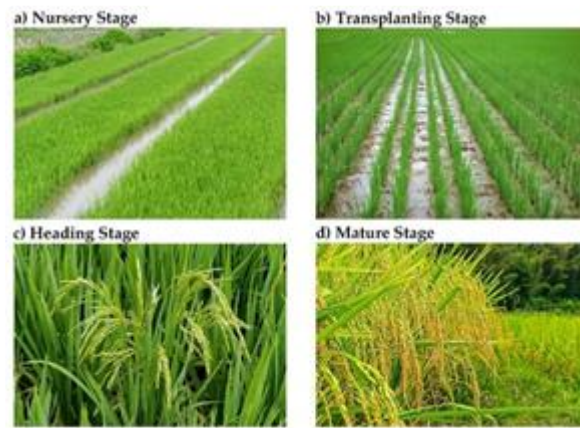 a) Nursery Stage
b) Transplanting Stage
c) Heading Stage
d) Mature Stage